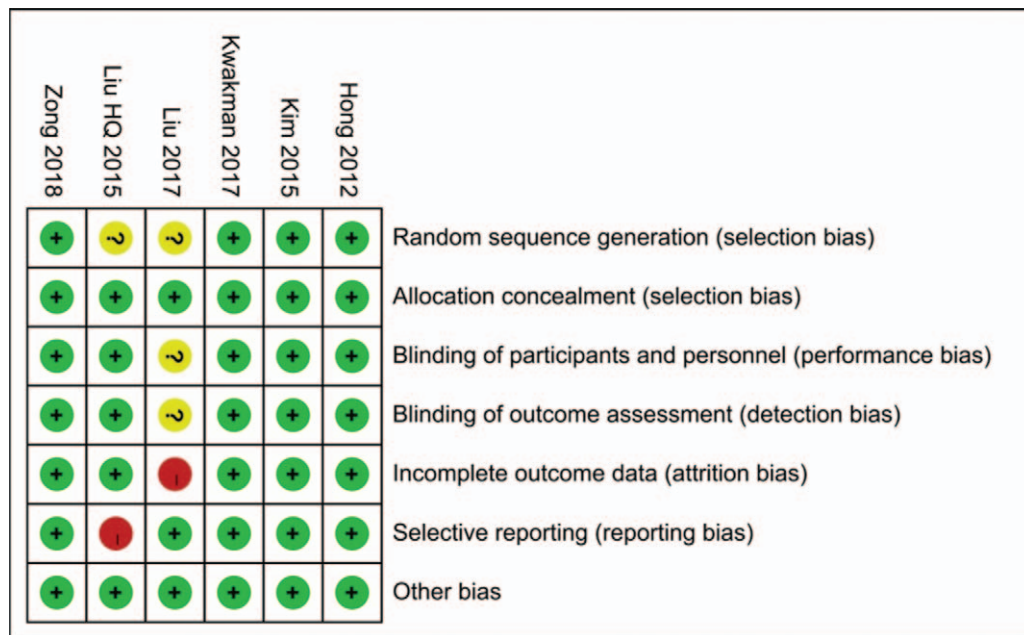 Zong 2018
Liu HQ 2015
Liu 2017
Kwakman 2017
Kim 2015
Hong 2012
+ ? ? + + + Random sequence generation (selection bias)
+ + + + + + Allocation concealment (selection bias)
+ + ? + + + Blinding of participants and personnel (performance bias)
+ + ? + + + Blinding of outcome assessment (detection bias)
+ + - + + + Incomplete outcome data (attrition bias)
+ - + + + + Selective reporting (reporting bias)
+ + + + + + Other bias